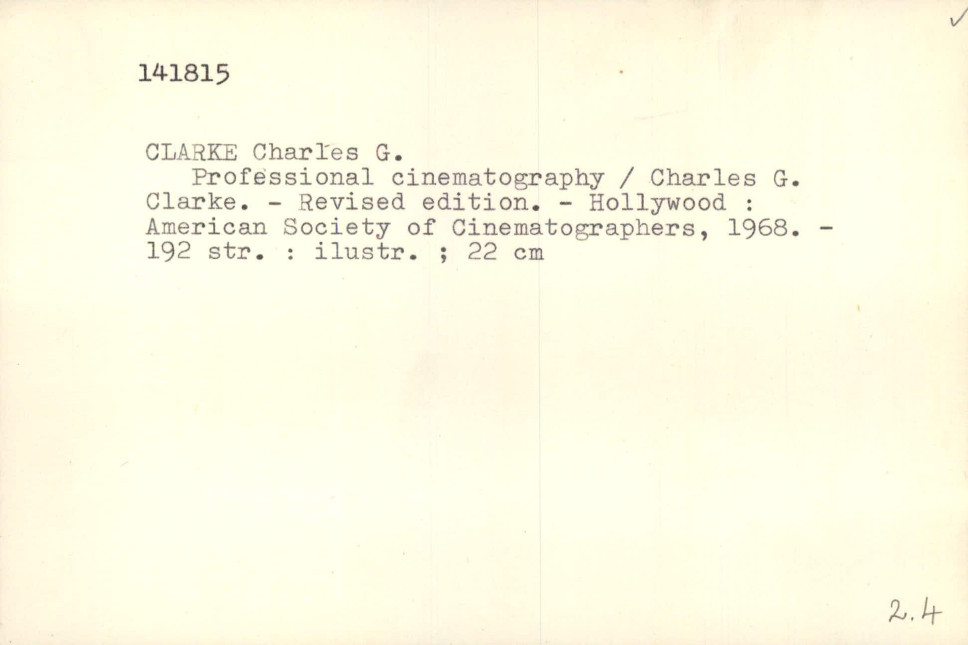 141815
CLARKE Charles G.
Professional cinematography / Charles G.
Clarke. - Revised edition. - Hollywood :
American Society of Cinematographers, 1968. -
192 str. : ilustr. ; 22 cm
2.4